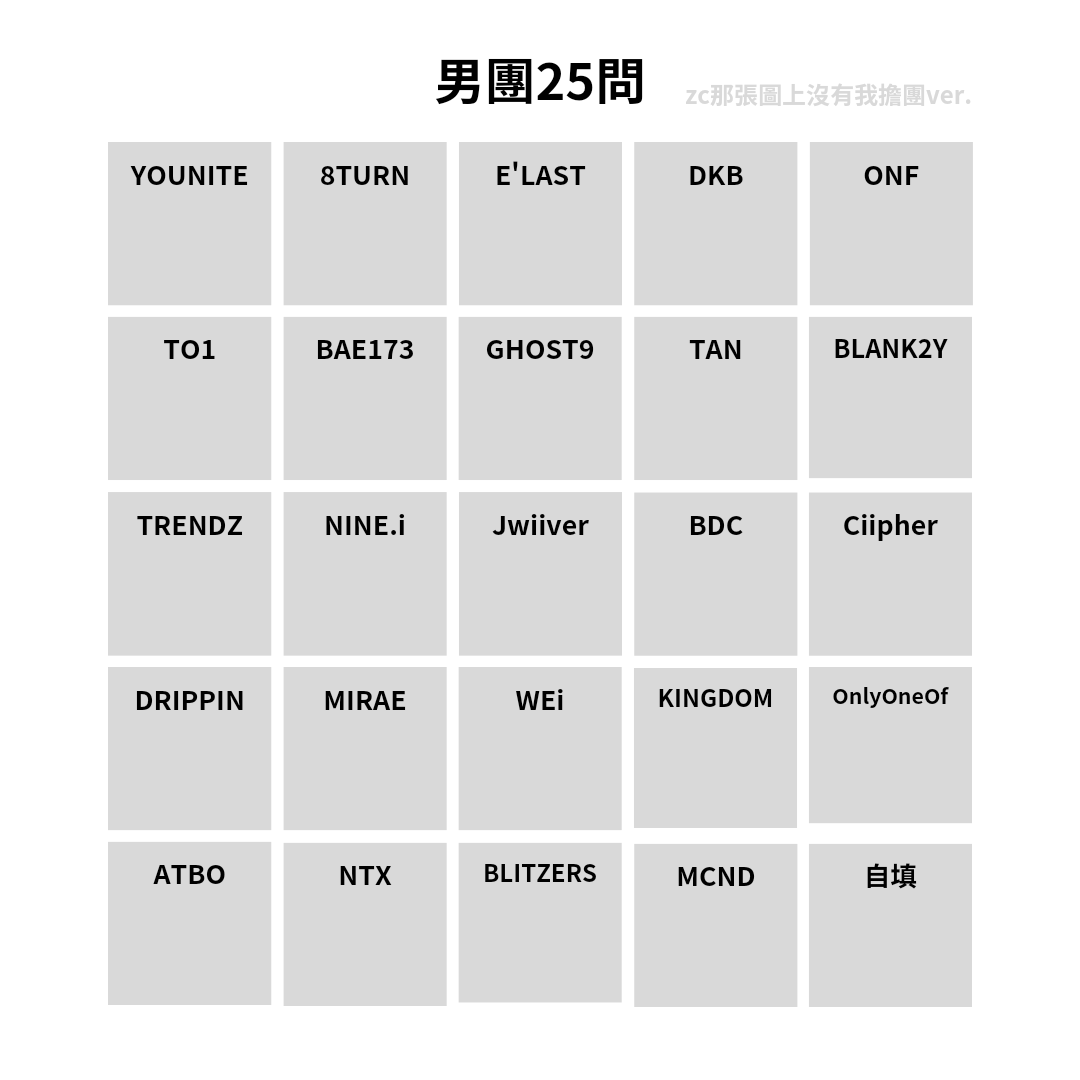 男團25問
zc那張圖上沒有我擔團ver.
YOUNITE
8TURN
E'LAST
DKB
ONF
TO1
BAE173
GHOST9
TAN
BLANK2Y
TRENDZ
NINE.i
Jwiiver
BDC
Ciipher
DRIPPIN
MIRAE
WEi
KINGDOM
OnlyOneOf
ATBO
NTX
BLITZERS
MCND
自填